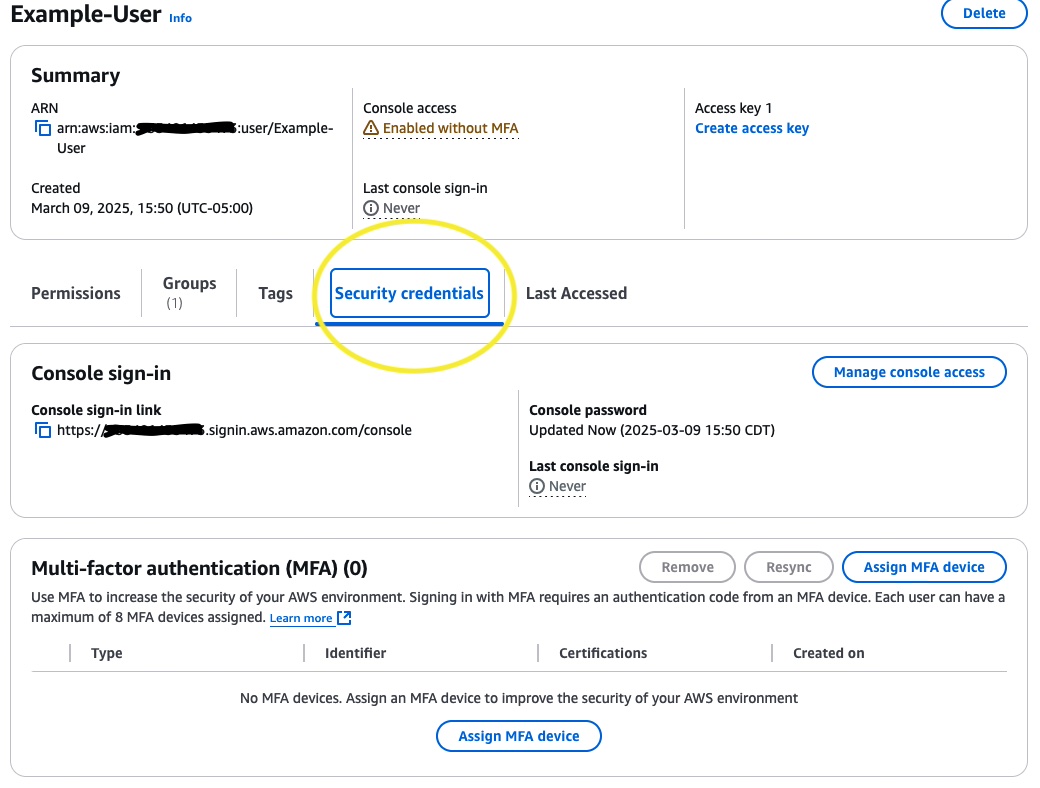 Example-User Info
Delete
Summary
ARN
arn:aws:iam: :user/Example-
User
Created
March 09, 2025, 15:50 (UTC-05:00)
Console access
Enabled without MFA
Last console sign-in
Never
Access key 1
Create access key
Permissions
Groups
(1)
Tags
Security credentials
Last Accessed
Console sign-in
Manage console access
Console sign-in link
https:// .signin.aws.amazon.com/console
Console password
Updated Now (2025-03-09 15:50 CDT)
Last console sign-in
Never
Multi-factor authentication (MFA) (0)
Remove
Resync
Assign MFA device
Use MFA to increase the security of your AWS environment. Signing in with MFA requires an authentication code from an MFA device. Each user can have a
maximum of 8 MFA devices assigned. Learn more
Type
Identifier
Certifications
Created on
No MFA devices. Assign an MFA device to improve the security of your AWS environment
Assign MFA device